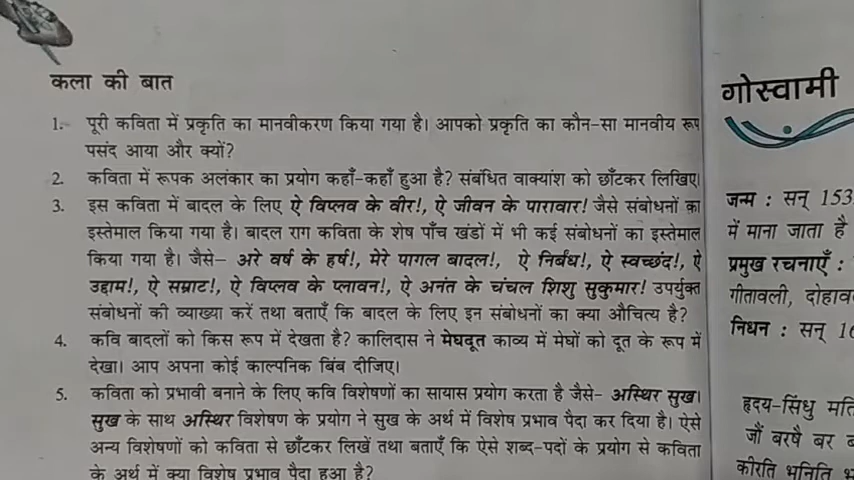 कला की बात
1. पूरी कविता में प्रकृति का मानवीकरण किया गया है। आपको प्रकृति का कौन-सा मानवीय रूप
पसंद आया और क्यों?
2. कविता में रूपक अलंकार का प्रयोग कहाँ-कहाँ हुआ है? संबंधित वाक्यांश को छाँटकर लिखिए।
3. इस कविता में बादल के लिए ऐ विप्लव के वीर!, ऐ जीवन के पारावार! जैसे संबोधनों का
इस्तेमाल किया गया है। बादल राग कविता के शेष पाँच खंडों में भी कई संबोधनों का इस्तेमाल
किया गया है। जैसे– अरे वर्ष के हर्ष!, मेरे पागल बादल!, ऐ निर्बंध!, ऐ स्वच्छंद!, ऐ
उद्दाम!, ऐ सम्राट!, ऐ विप्लव के प्लावन!, ऐ अनंत के चंचल शिशु सुकुमार! उपर्युक्त
संबोधनों की व्याख्या करें तथा बताएँ कि बादल के लिए इन संबोधनों का क्या औचित्य है?
4. कवि बादलों को किस रूप में देखता है? कालिदास ने मेघदूत काव्य में मेघों को दूत के रूप में
देखा। आप अपना कोई काल्पनिक बिंब दीजिए।
5. कविता को प्रभावी बनाने के लिए कवि विशेषणों का सायास प्रयोग करता है जैसे– अस्थिर सुख।
सुख के साथ अस्थिर विशेषण के प्रयोग ने सुख के अर्थ में विशेष प्रभाव पैदा कर दिया है। ऐसे
अन्य विशेषणों को कविता से छाँटकर लिखें तथा बताएँ कि ऐसे शब्द-पदों के प्रयोग से कविता
के अर्थ में क्या विशेष प्रभाव पैदा हुआ है?
गोस्वामी
जन्म : सन् 153
में माना जाता है
प्रमुख रचनाएँ :
गीतावली,
निधन : सन् 16
हृदय-सिंधु
जौं बरषै बर
कीरति भनिति